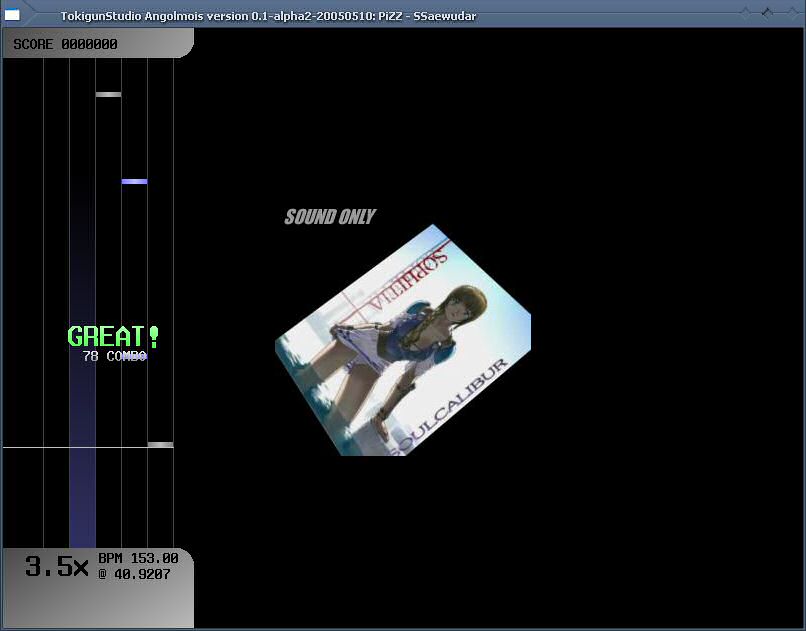 TokigunStudio Angolmois version 0.1-alpha2-20050510: PiZZ - SSaewudar
SCORE 0000000
SOUND ONLY
SOPHITIA
GREAT!
78 COMBO
SOULCALIBUR
3.5x
BPM 153.00
@ 40.9207